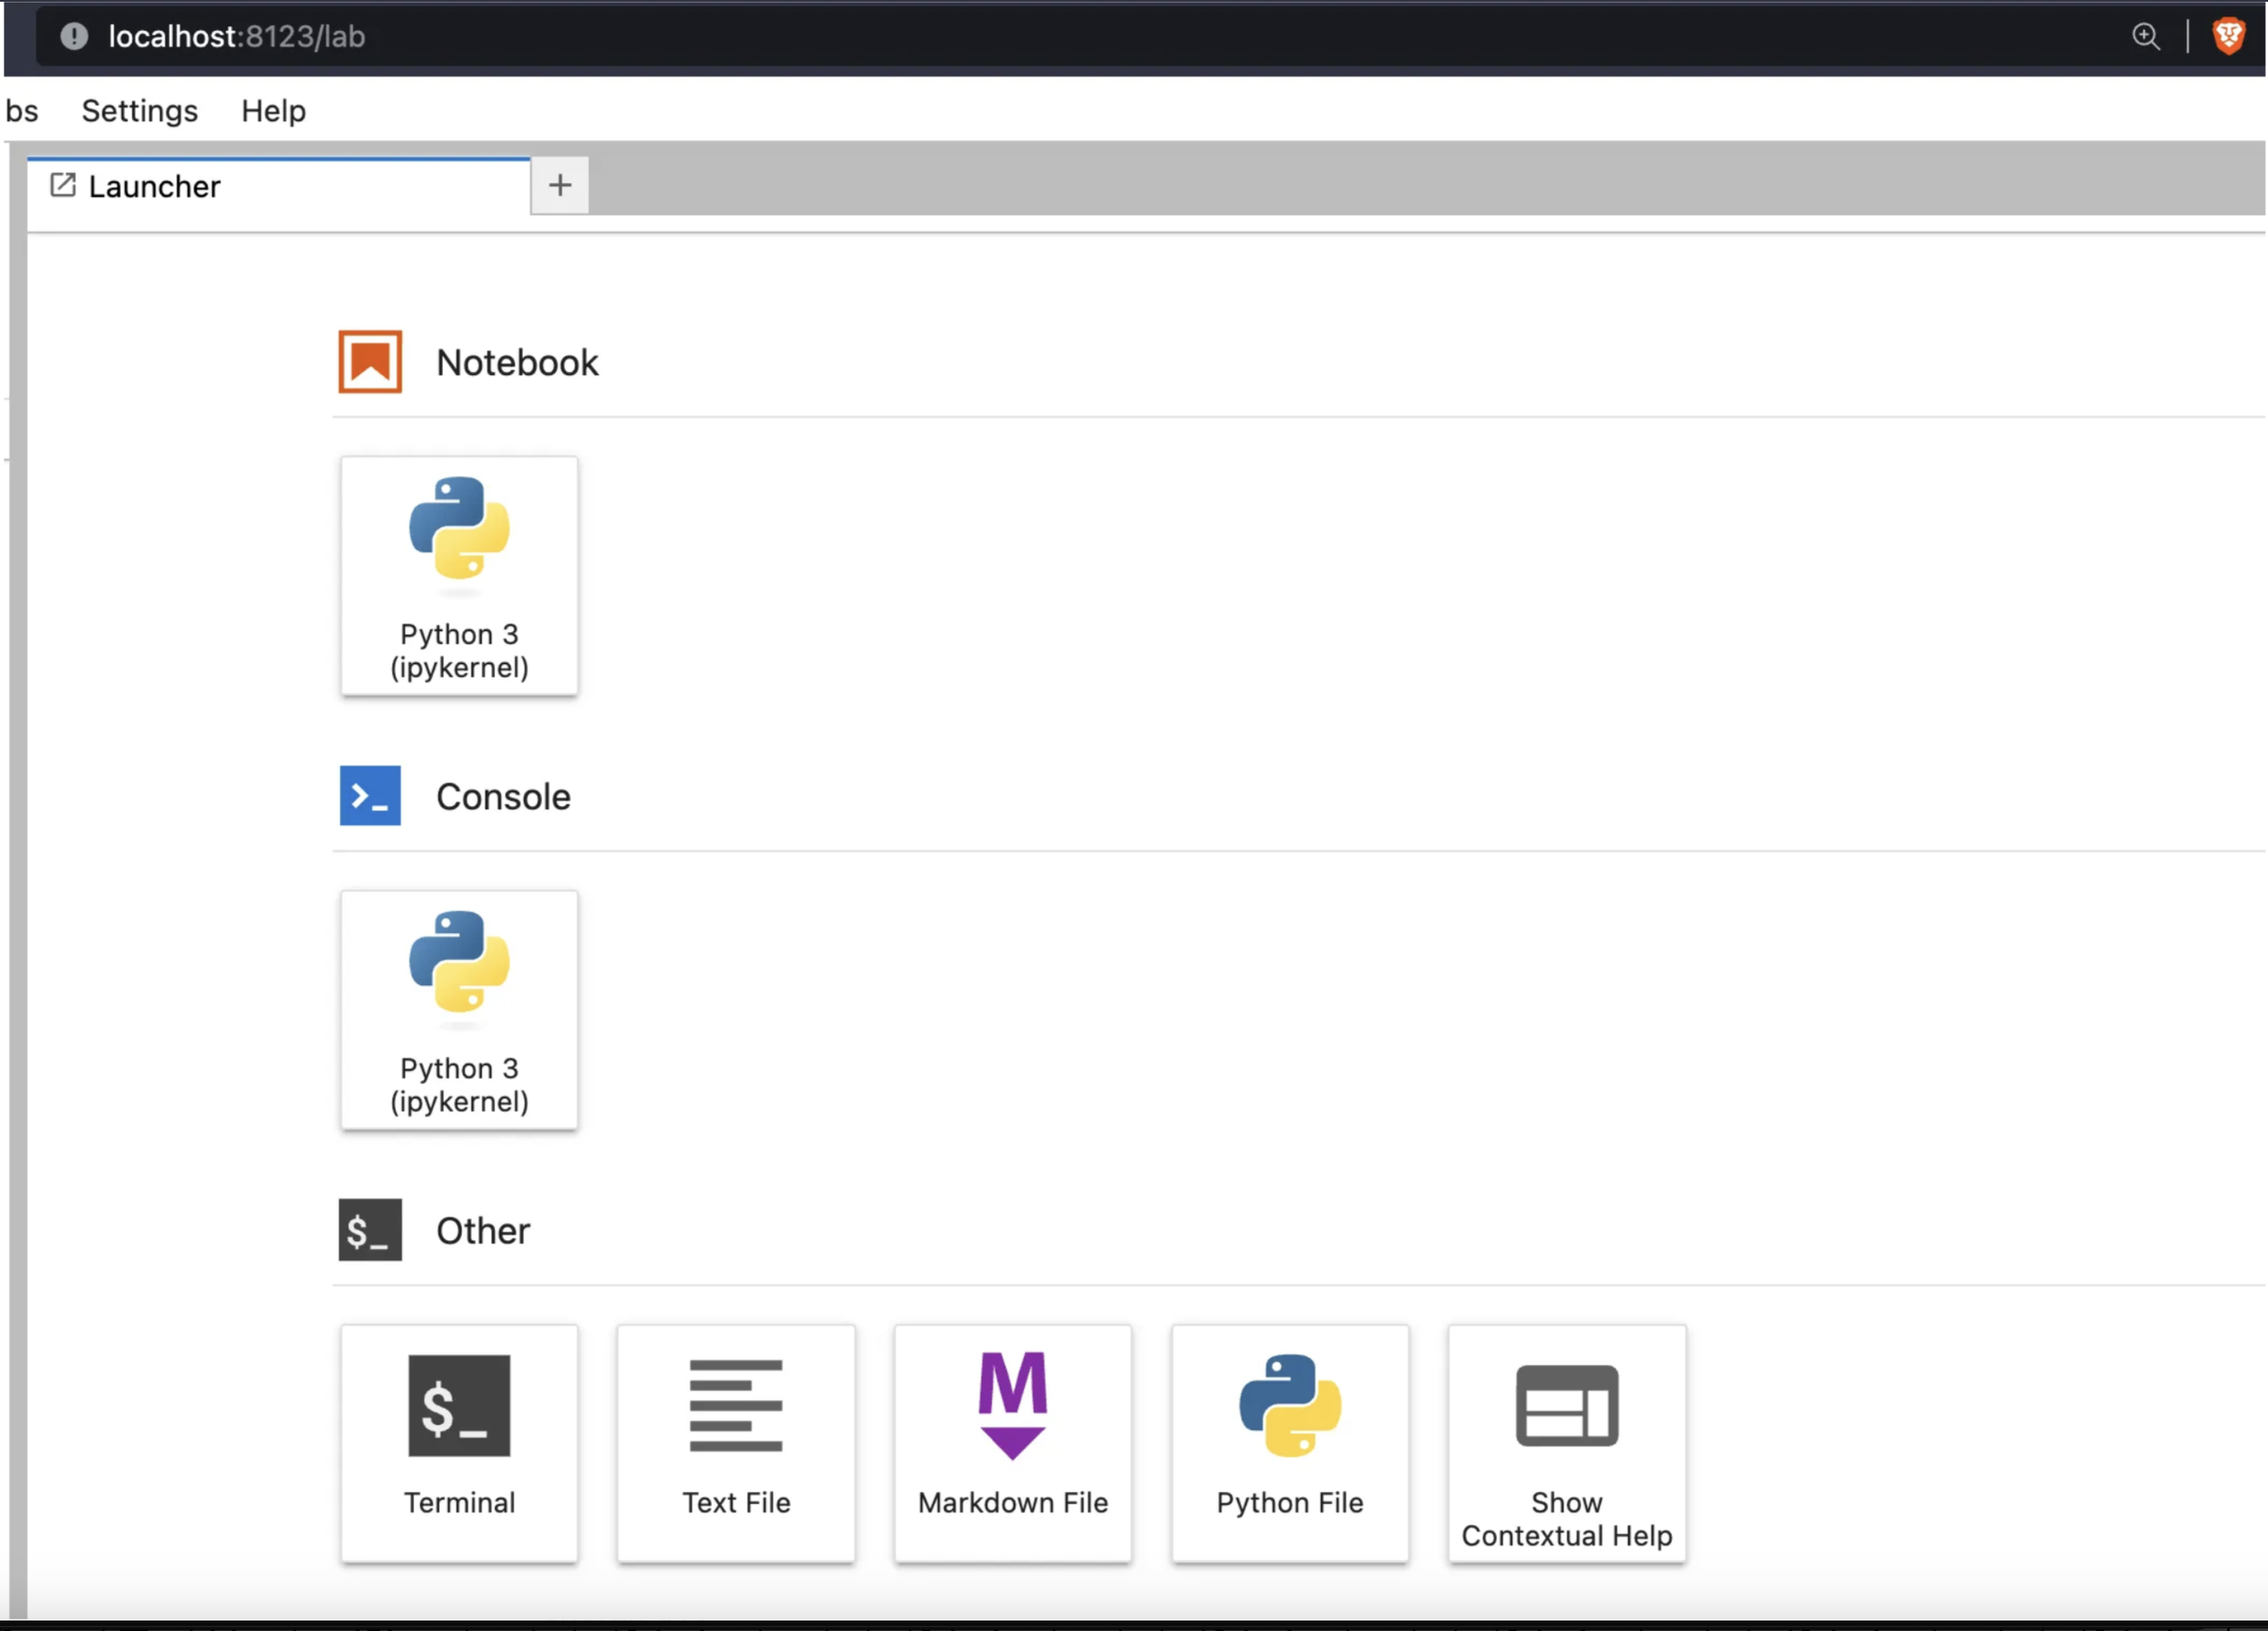 localhost:8123/lab
bs Settings Help
Launcher
Notebook
Python 3
(ipykernel)
Console
Python 3
(ipykernel)
$_ Other
$_
Terminal
Text File
M
Markdown File
Python File
Show
Contextual Help